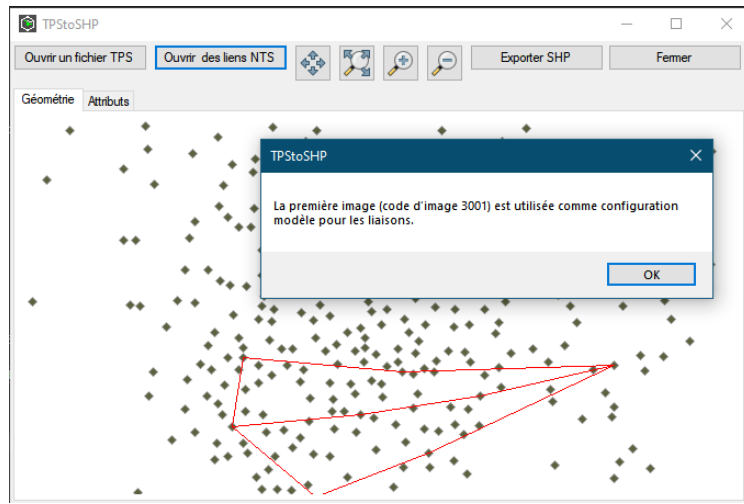 TPStoSHP
Ouvrir un fichier TPS
Ouvrir des liens NTS
Exporter SHP
Fermer
Géométrie
Attributs
TPStoSHP
La première image (code d'image 3001) est utilisée comme configuration
modèle pour les liaisons.
OK